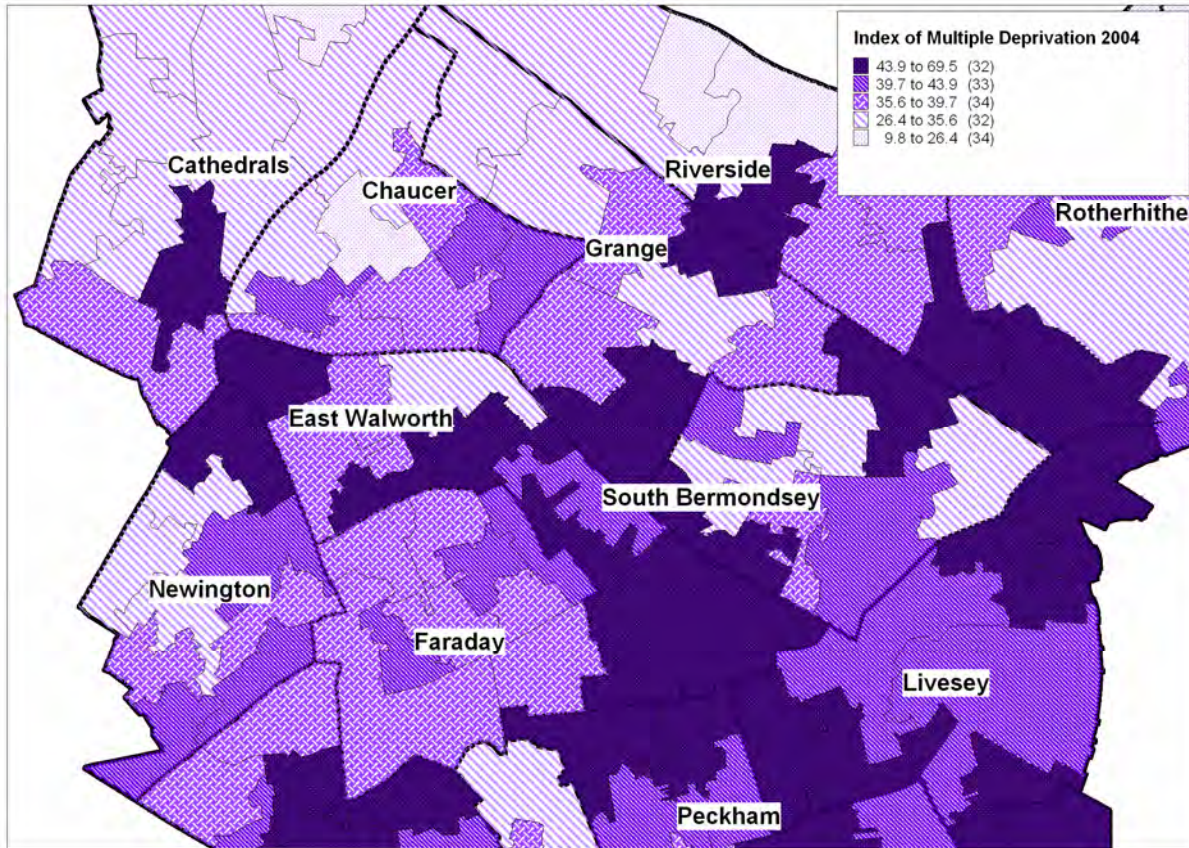 Index of Multiple Deprivation 2004
43.9 to 69.5 (32)
39.7 to 43.9 (33)
35.6 to 39.7 (34)
26.4 to 35.6 (32)
9.8 to 26.4 (34)
Cathedrals
Chaucer
Riverside
Rotherhithe
Grange
East Walworth
South Bermondsey
Newington
Faraday
Livesey
Peckham